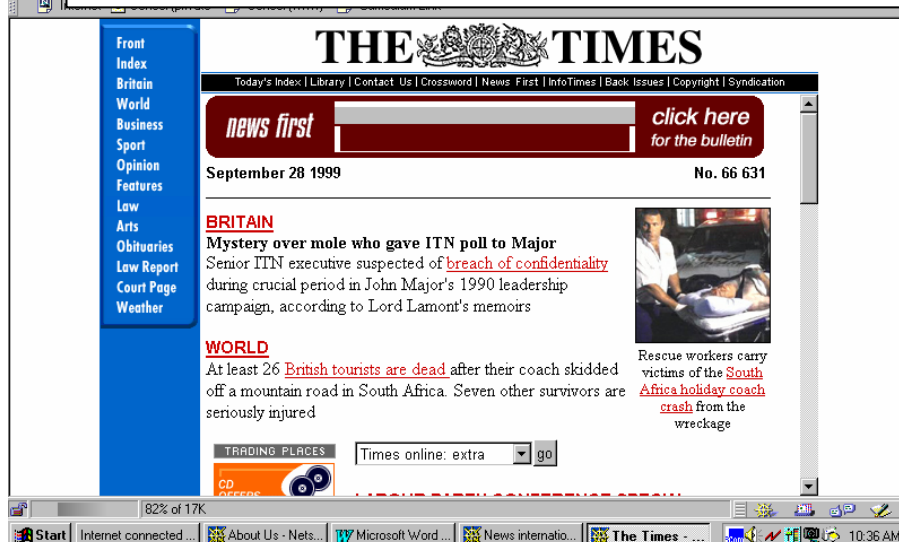 THE TIMES
Today's Index | Library | Contact Us | Crossword | News First | InfoTimes | Back Issues | Copyright | Syndication
Front
Index
Britain
World
Business
Sport
Opinion
Features
Law
Arts
Obituaries
Law Report
Court Page
Weather
news first
click here
for the bulletin
September 28 1999
No. 66 631
BRITAIN
Mystery over mole who gave ITN poll to Major
Senior ITN executive suspected of breach of confidentiality
during crucial period in John Major's 1990 leadership
campaign, according to Lord Lamont's memoirs
WORLD
At least 26 British tourists are dead after their coach skidded
off a mountain road in South Africa. Seven other survivors are
seriously injured
Rescue workers carry
victims of the South
Africa holiday coach
crash from the
wreckage
TRADING PLACES
CD
OFFERS
Times online: extra
go
LABOUR PARTY CONFERENCE SPECIAL
82% of 17K
Start
Internet connected ...
About Us - Nets...
Microsoft Word ...
News internatio...
The Times - ...
10:36 AM